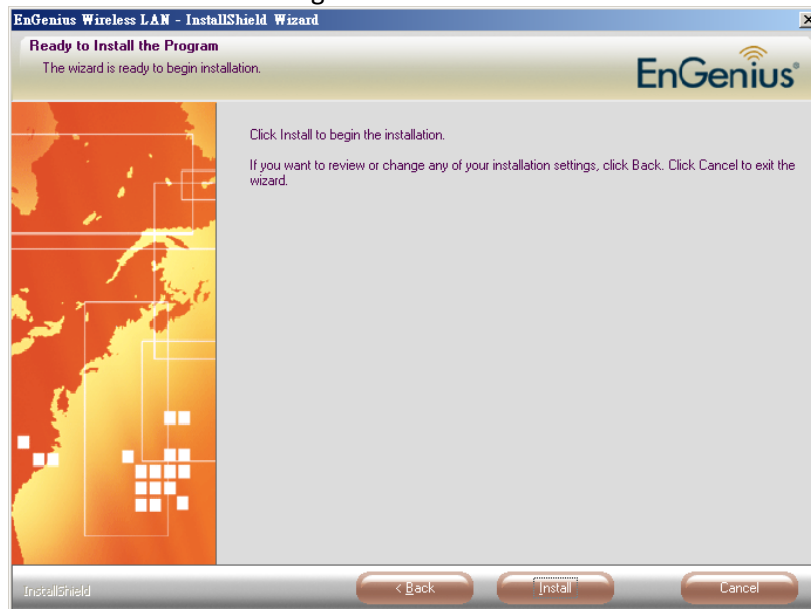 EnGenius Wireless LAN - InstallShield Wizard
Ready to Install the Program
The wizard is ready to begin installation.
EnGenius®
Click Install to begin the installation.
If you want to review or change any of your installation settings, click Back. Click Cancel to exit the
wizard.
InstallShield
< Back
Install
Cancel